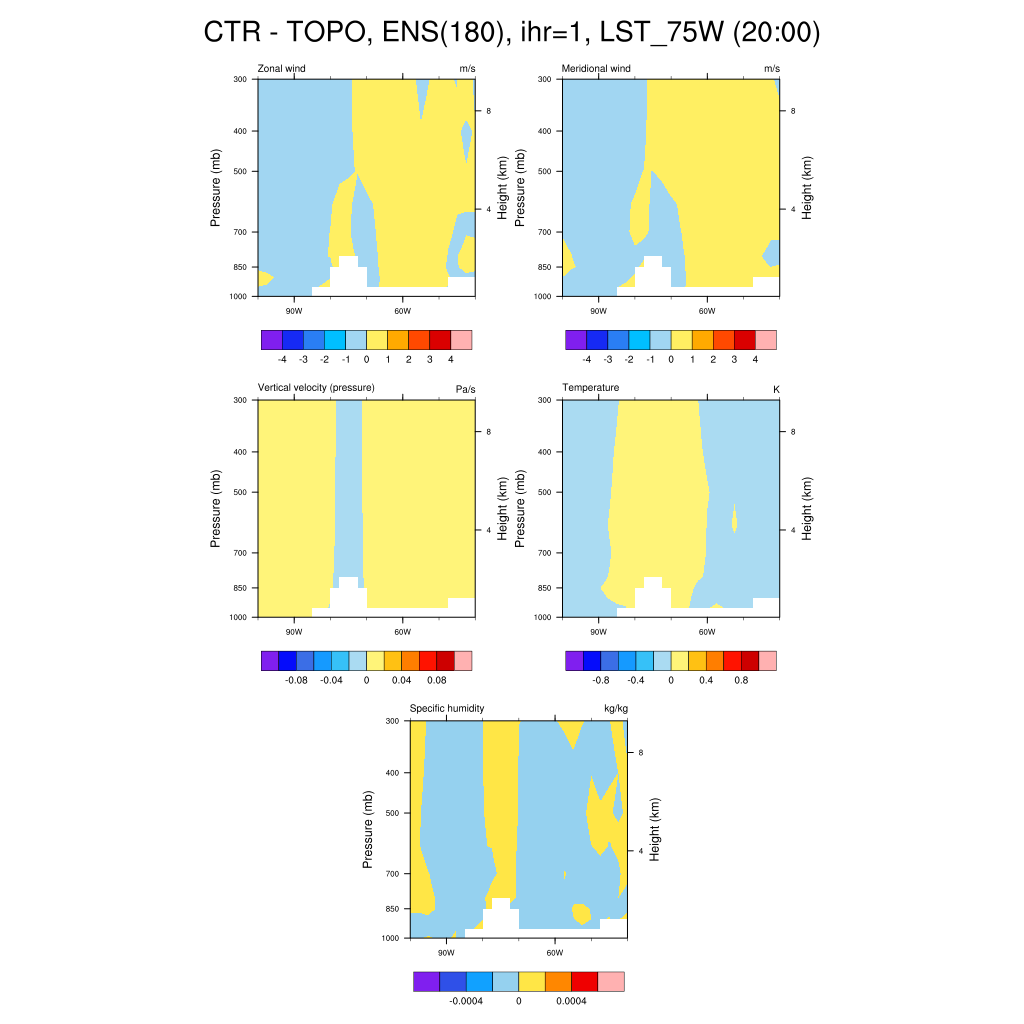 CTR - TOPO, ENS(180), ihr=1, LST_75W (20:00)
Zonal wind m/s
Meridional wind m/s
300
400
500
700
850
1000
Pressure (mb)
8
4
Height (km)
90W 60W
-4 -3 -2 -1 0 1 2 3 4
300
400
500
700
850
1000
Pressure (mb)
8
4
Height (km)
90W 60W
-4 -3 -2 -1 0 1 2 3 4
Vertical velocity (pressure) Pa/s
Temperature K
300
400
500
700
850
1000
Pressure (mb)
8
4
Height (km)
90W 60W
-0.08 -0.04 0 0.04 0.08
300
400
500
700
850
1000
Pressure (mb)
8
4
Height (km)
90W 60W
-0.8 -0.4 0 0.4 0.8
Specific humidity kg/kg
300
400
500
700
850
1000
Pressure (mb)
8
4
Height (km)
90W 60W
-0.0004 0 0.0004